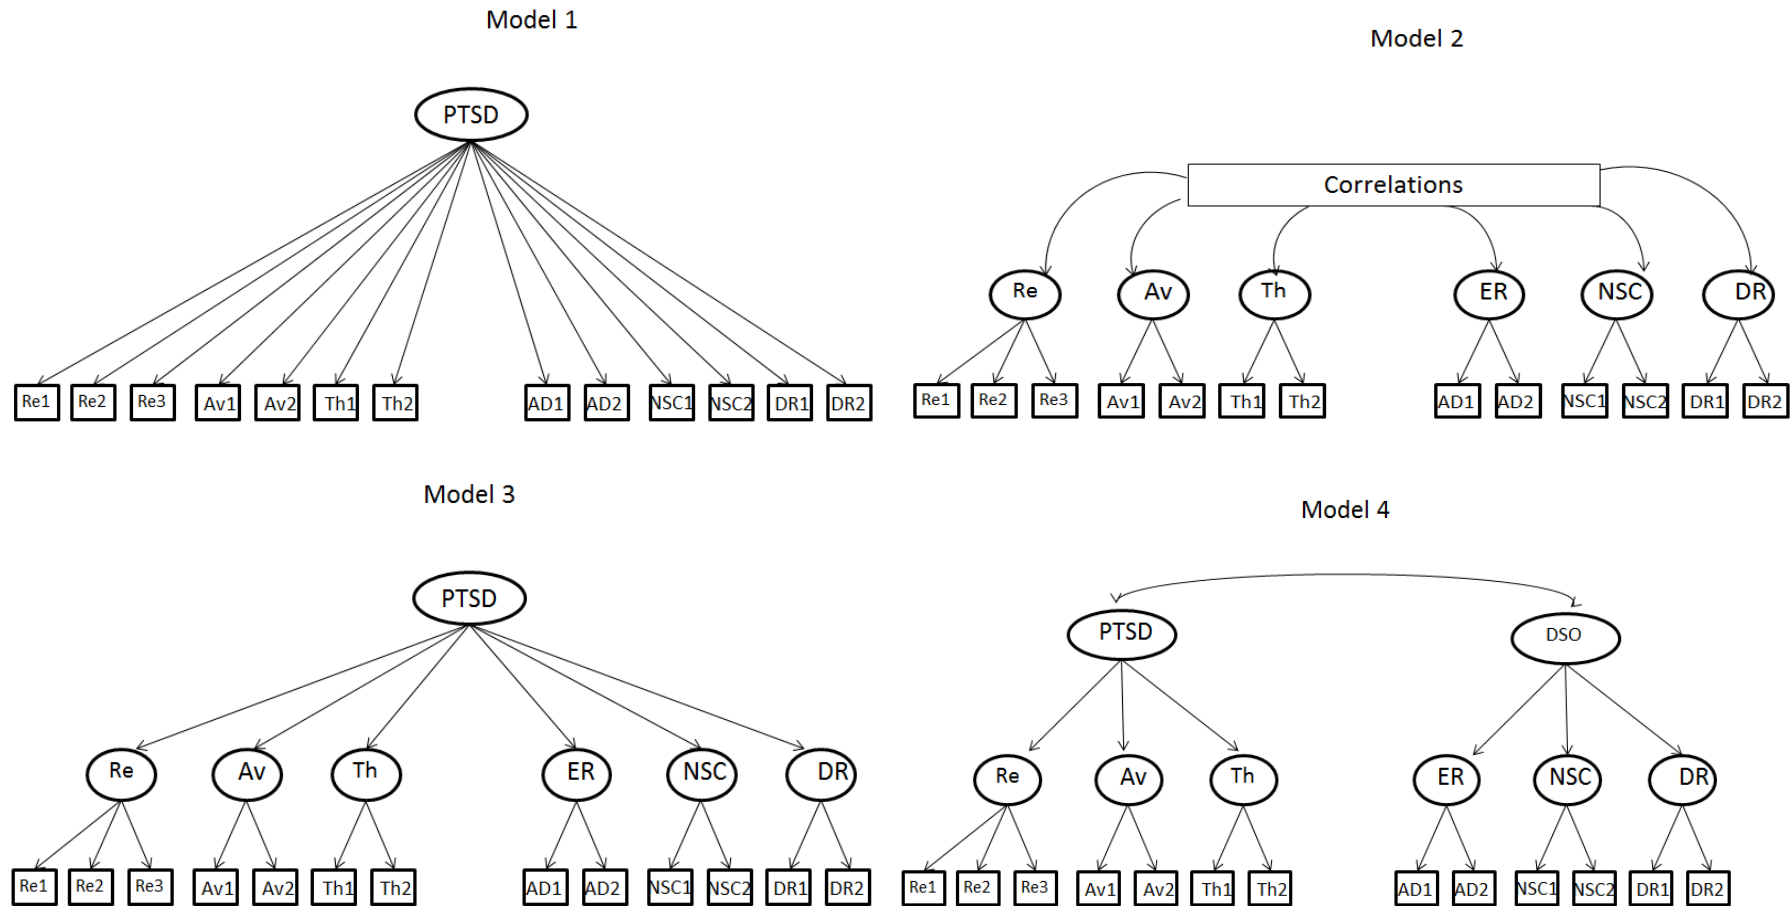 Model 1
PTSD
Re1 Re2 Re3 Av1 Av2 Th1 Th2 AD1 AD2 NSC1 NSC2 DR1 DR2
Model 2
Correlations
Re Av Th ER NSC DR
Re1 Re2 Re3 Av1 Av2 Th1 Th2 AD1 AD2 NSC1 NSC2 DR1 DR2
Model 3
PTSD
Re Av Th ER NSC DR
Re1 Re2 Re3 Av1 Av2 Th1 Th2 AD1 AD2 NSC1 NSC2 DR1 DR2
Model 4
PTSD DSO
Re Av Th ER NSC DR
Re1 Re2 Re3 Av1 Av2 Th1 Th2 AD1 AD2 NSC1 NSC2 DR1 DR2